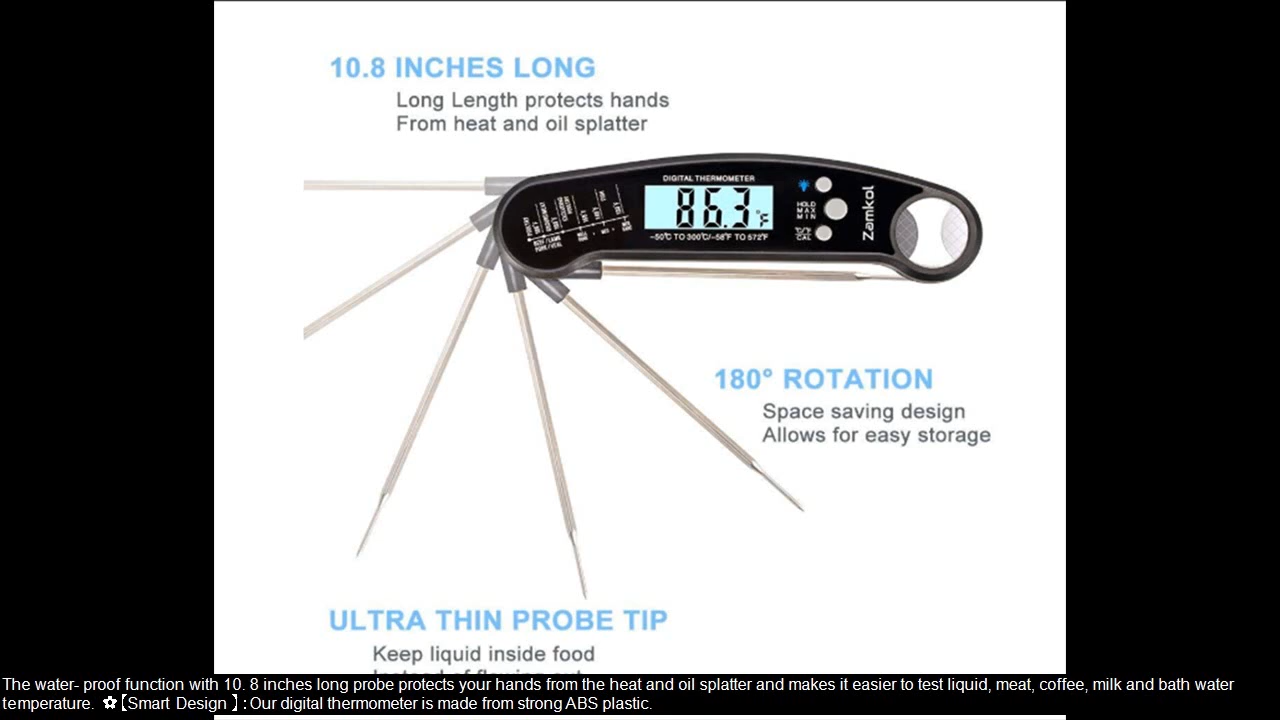 10.8 INCHES LONG
Long Length protects hands
From heat and oil splatter
DIGITAL THERMOMETER
86.3 °F
HOLD
MAX
MIN
°C/°F
CAL
Zamkol
-50℃ TO 300℃/-58℉ TO 572℉
BEEF/LAMB
PORK/VEAL
180° ROTATION
Space saving design
Allows for easy storage
ULTRA THIN PROBE TIP
Keep liquid inside food
The water- proof function with 10. 8 inches long probe protects your hands from the heat and oil splatter and makes it easier to test liquid, meat, coffee, milk and bath water
temperature. ✿【Smart Design 】: Our digital thermometer is made from strong ABS plastic.